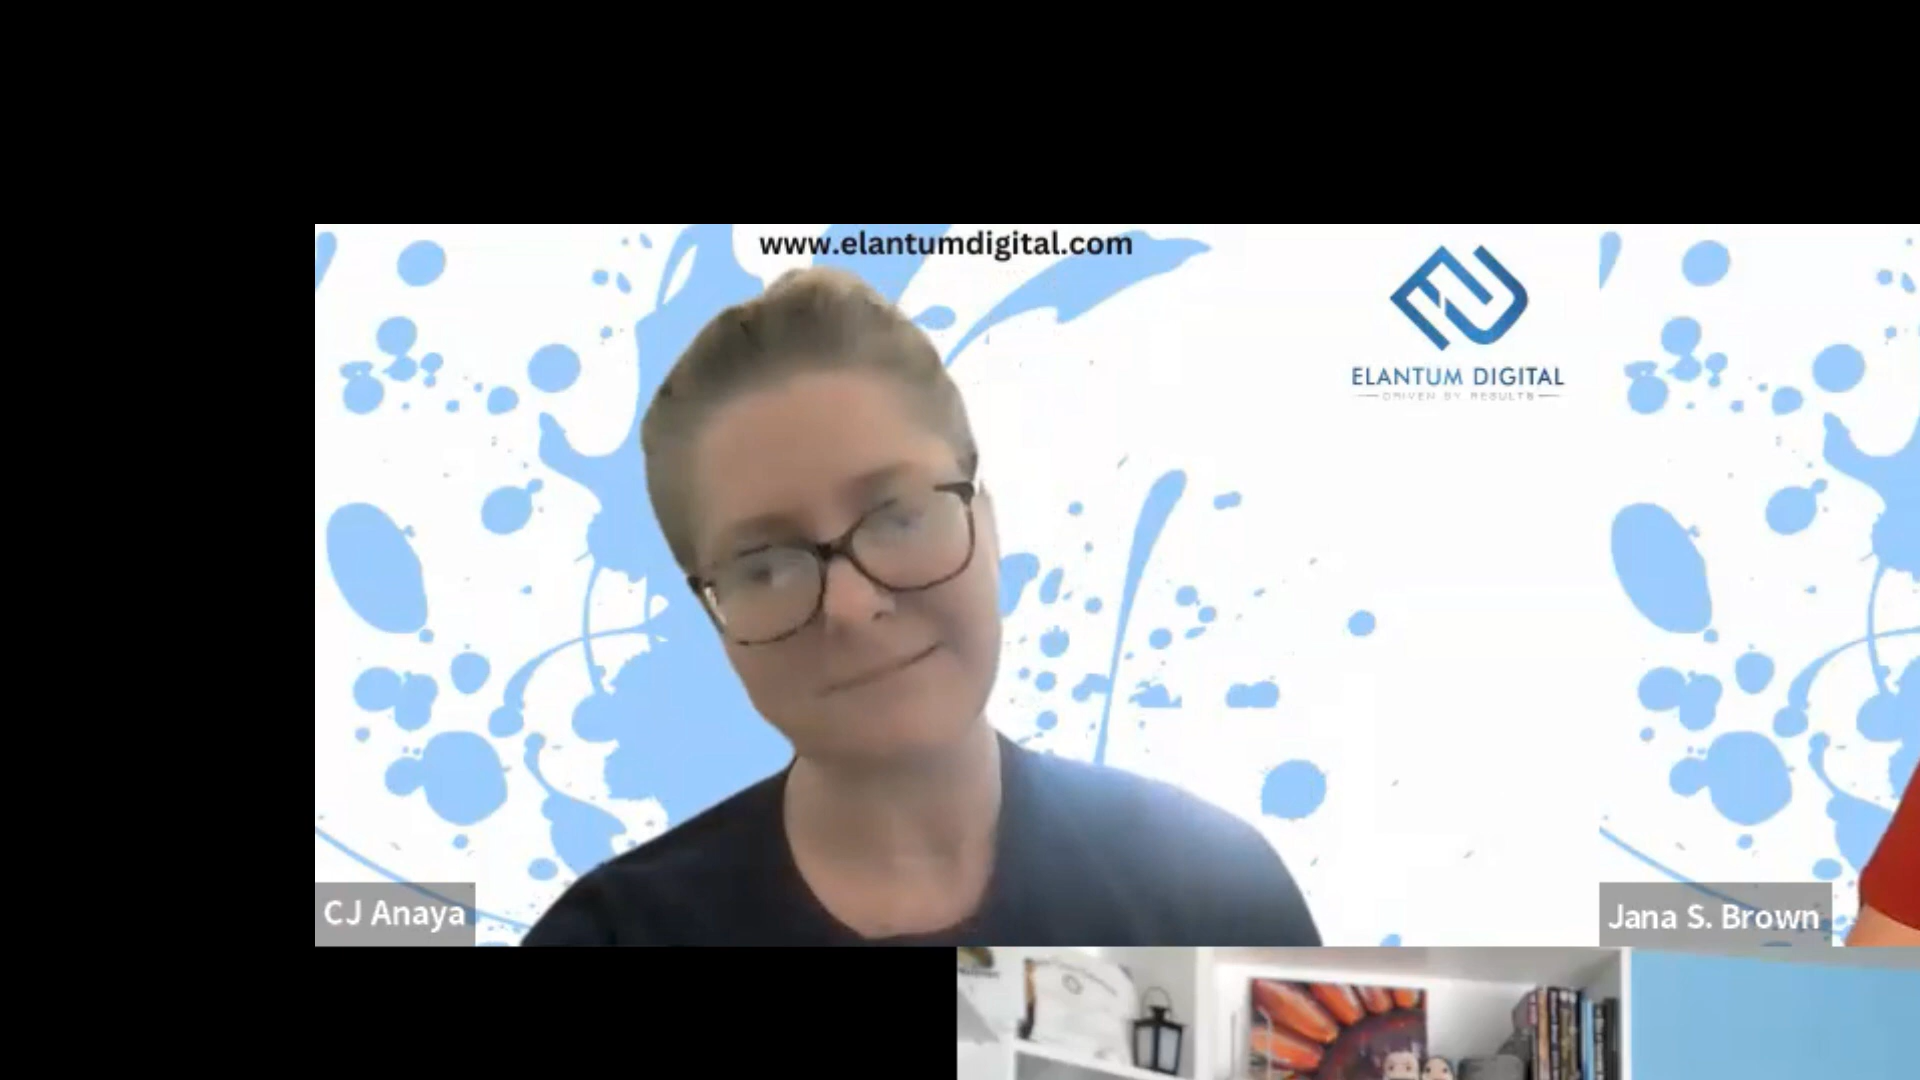 www.elantumdigital.com
ELANTUM DIGITAL
DRIVEN BY RESULTS
CJ Anaya
Jana S. Brown